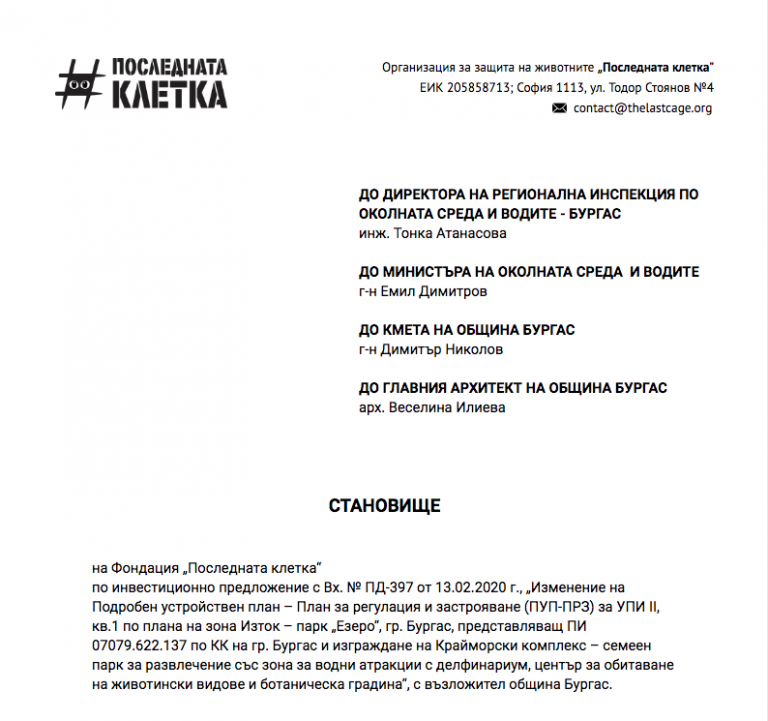 ПОСЛЕДНАТА
КЛЕТКА
Организация за защита на животните „Последната клетка“
ЕИК 205858713; София 1113, ул. Тодор Стоянов №4
contact@thelastcage.org
ДО ДИРЕКТОРА НА РЕГИОНАЛНА ИНСПЕКЦИЯ ПО
ОКОЛНАТА СРЕДА И ВОДИТЕ - БУРГАС
инж. Тонка Атанасова
ДО МИНИСТЪРА НА ОКОЛНАТА СРЕДА И ВОДИТЕ
г-н Емил Димитров
ДО КМЕТА НА ОБЩИНА БУРГАС
г-н Димитър Николов
ДО ГЛАВНИЯ АРХИТЕКТ НА ОБЩИНА БУРГАС
арх. Веселина Илиева
СТАНОВИЩЕ
на Фондация „Последната клетка“
по инвестиционно предложение с Вх. № ПД-397 от 13.02.2020 г., „Изменение на
Подробен устройствен план – План за регулация и застрояване (ПУП-ПРЗ) за УПИ II,
кв.1 по плана на зона Изток – парк „Езеро“, гр. Бургас, представляващ ПИ
07079.622.137 по КК на гр. Бургас и изграждане на Крайморски комплекс – семеен
парк за развлечение със зона за водни атракции с делфинариум, център за обитаване
на животински видове и ботаническа градина“, с възложител община Бургас.